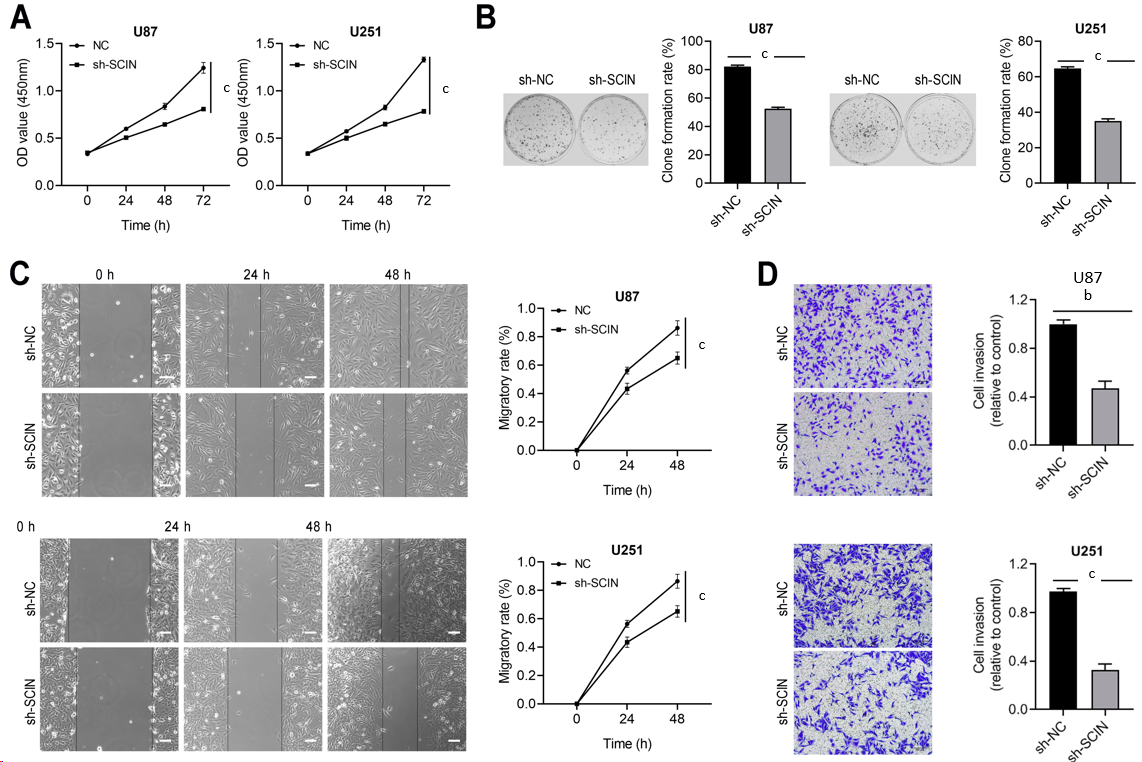 A
U87
NC
sh-SCIN
OD value (450nm)
1.5
1.0
0.5
0.0
0 24 48 72
Time (h)
c
U251
NC
sh-SCIN
OD value (450nm)
1.5
1.0
0.5
0.0
0 24 48 72
Time (h)
c
B
sh-NC sh-SCIN
U87
c
Clone formation rate (%)
100
80
60
40
20
0
sh-NC
sh-SCIN
sh-NC sh-SCIN
U251
c
Clone formation rate (%)
80
60
40
20
0
sh-NC
sh-SCIN
C
0 h 24 h 48 h
sh-NC
sh-SCIN
U87
NC
sh-SCIN
Migratory rate (%)
1.0
0.8
0.6
0.4
0.2
0.0
0 24 48
Time (h)
c
0 h 24 h 48 h
sh-NC
sh-SCIN
U251
NC
sh-SCIN
Migratory rate (%)
1.0
0.8
0.6
0.4
0.2
0.0
0 24 48
Time (h)
c
D
sh-NC
sh-SCIN
U87
b
Cell invasion
(relative to control)
1.2
0.8
0.4
0.0
sh-NC
sh-SCIN
sh-NC
sh-SCIN
U251
c
Cell invasion
(relative to control)
1.2
0.8
0.4
0.0
sh-NC
sh-SCIN